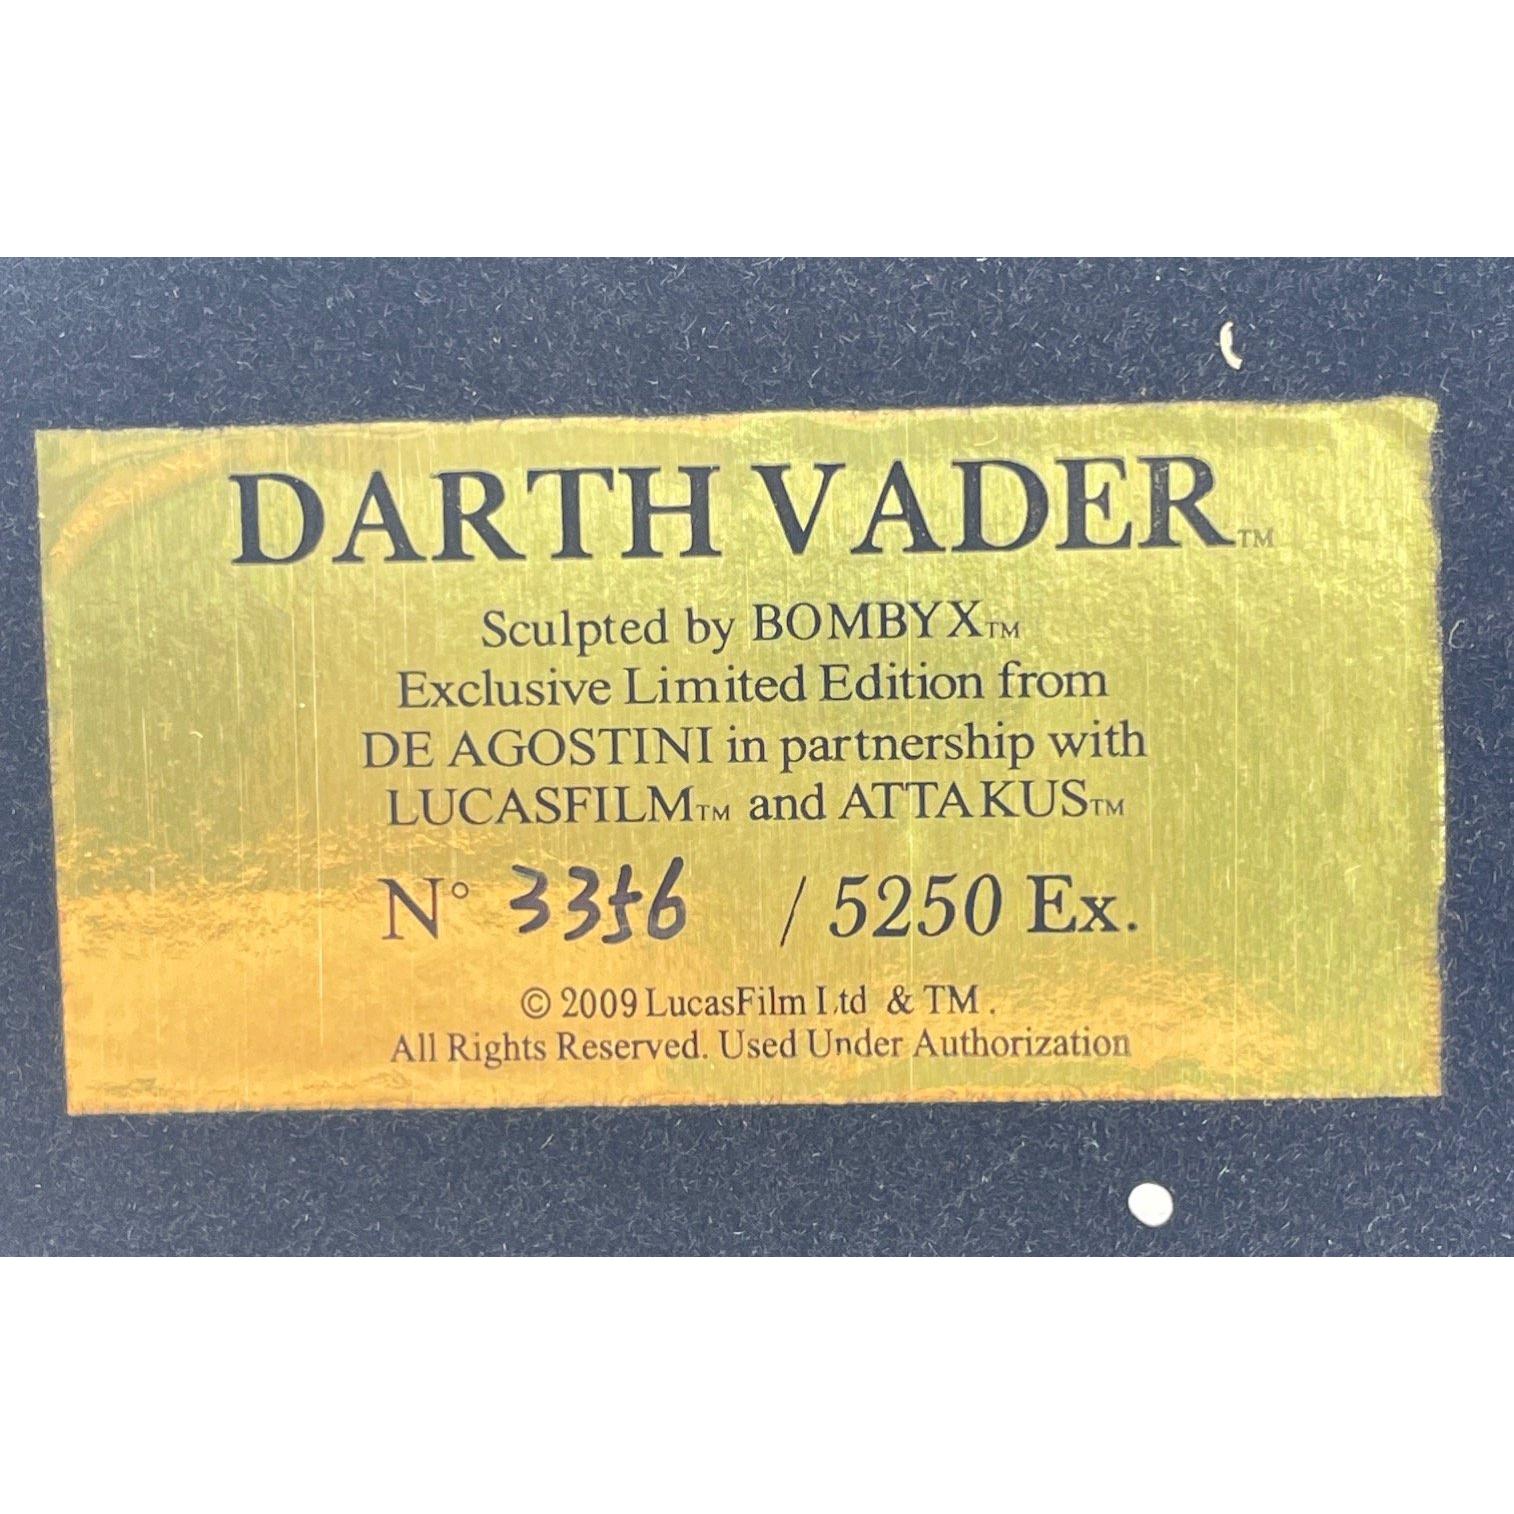 DARTH VADER™
Sculpted by BOMBYX™
Exclusive Limited Edition from
DE AGOSTINI in partnership with
LUCASFILM™ and ATTAKUS™
N° 3356 / 5250 Ex.
© 2009 LucasFilm Ltd & TM.
All Rights Reserved. Used Under Authorization